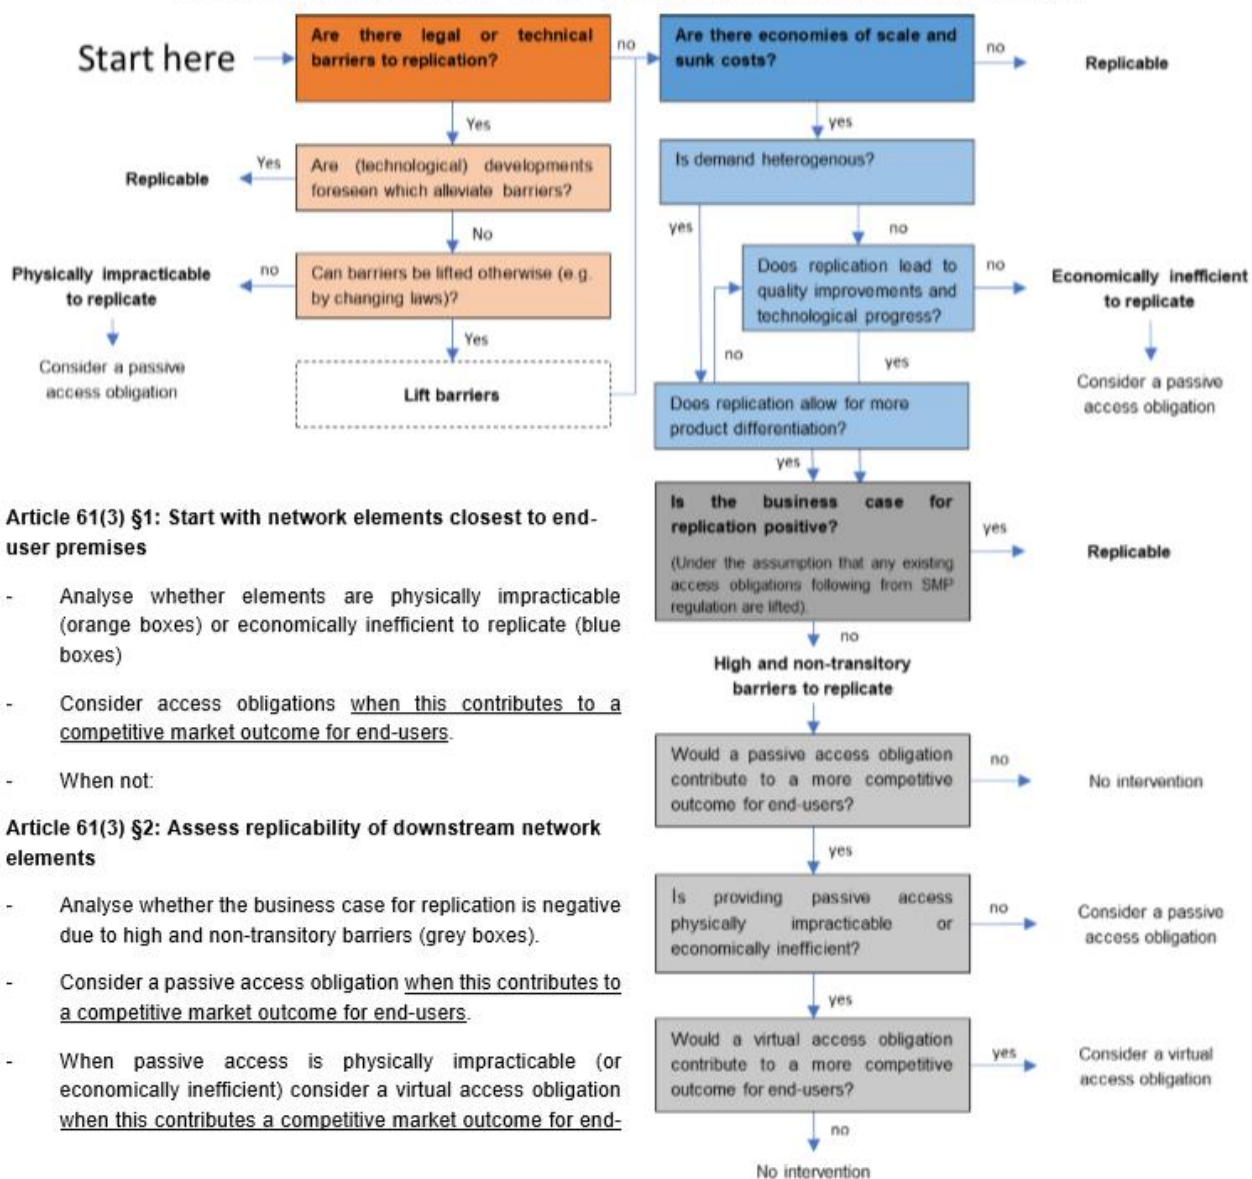 Start here
Are there legal or technical
barriers to replication?
no
Are there economies of scale and
sunk costs?
no
Replicable
Yes
yes
Are (technological) developments
foreseen which alleviate barriers?
Yes
Replicable
Is demand heterogenous?
No
yes
no
Can barriers be lifted otherwise (e.g.
by changing laws)?
no
Physically impracticable
to replicate
Consider a passive
access obligation
Does replication lead to
quality improvements and
technological progress?
no
Economically inefficient
to replicate
Consider a passive
access obligation
Yes
no
yes
Lift barriers
Does replication allow for more
product differentiation?
yes
Is the business case for
replication positive?
(Under the assumption that any existing
access obligations following from SMP
regulation are lifted).
yes
Replicable
no
High and non-transitory
barriers to replicate
Would a passive access obligation
contribute to a more competitive
outcome for end-users?
no
No intervention
yes
Is providing passive access
physically impracticable or
economically inefficient?
no
Consider a passive
access obligation
yes
Would a virtual access obligation
contribute to a more competitive
outcome for end-users?
yes
Consider a virtual
access obligation
no
No intervention
Article 61(3) §1: Start with network elements closest to end-
user premises
- Analyse whether elements are physically impracticable
(orange boxes) or economically inefficient to replicate (blue
boxes)
- Consider access obligations when this contributes to a
competitive market outcome for end-users.
- When not:
Article 61(3) §2: Assess replicability of downstream network
elements
- Analyse whether the business case for replication is negative
due to high and non-transitory barriers (grey boxes).
- Consider a passive access obligation when this contributes to
a competitive market outcome for end-users.
- When passive access is physically impracticable (or
economically inefficient) consider a virtual access obligation
when this contributes a competitive market outcome for end-